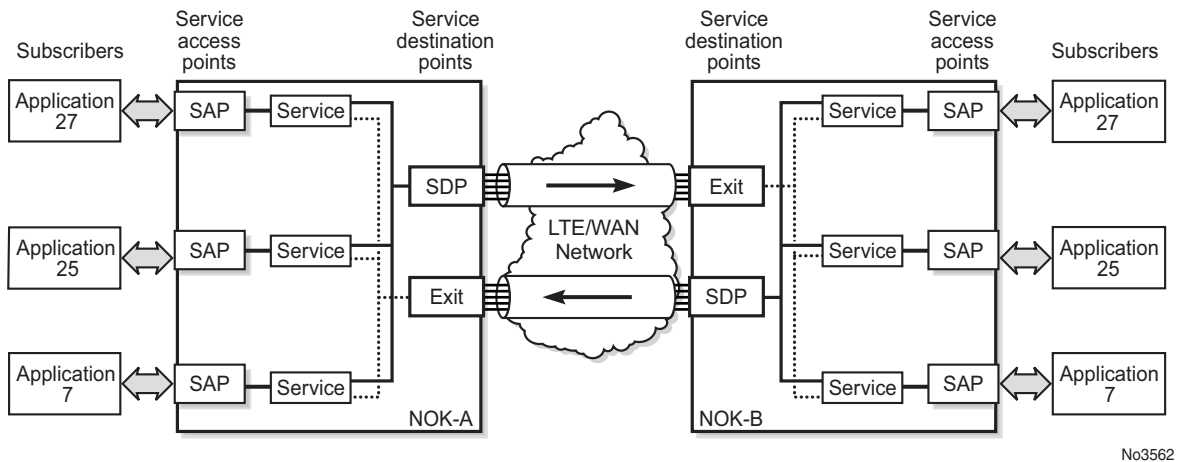 Subscribers
Service
access
points
Service
destination
points
Service
destination
points
Service
access
points
Subscribers
Application
27
SAP
Service
Service
SAP
Application
27
SDP
Exit
LTE/WAN
Network
Application
25
SAP
Service
Service
SAP
Application
25
Exit
SDP
Application
7
SAP
Service
Service
SAP
Application
7
NOK-A
NOK-B
No3562